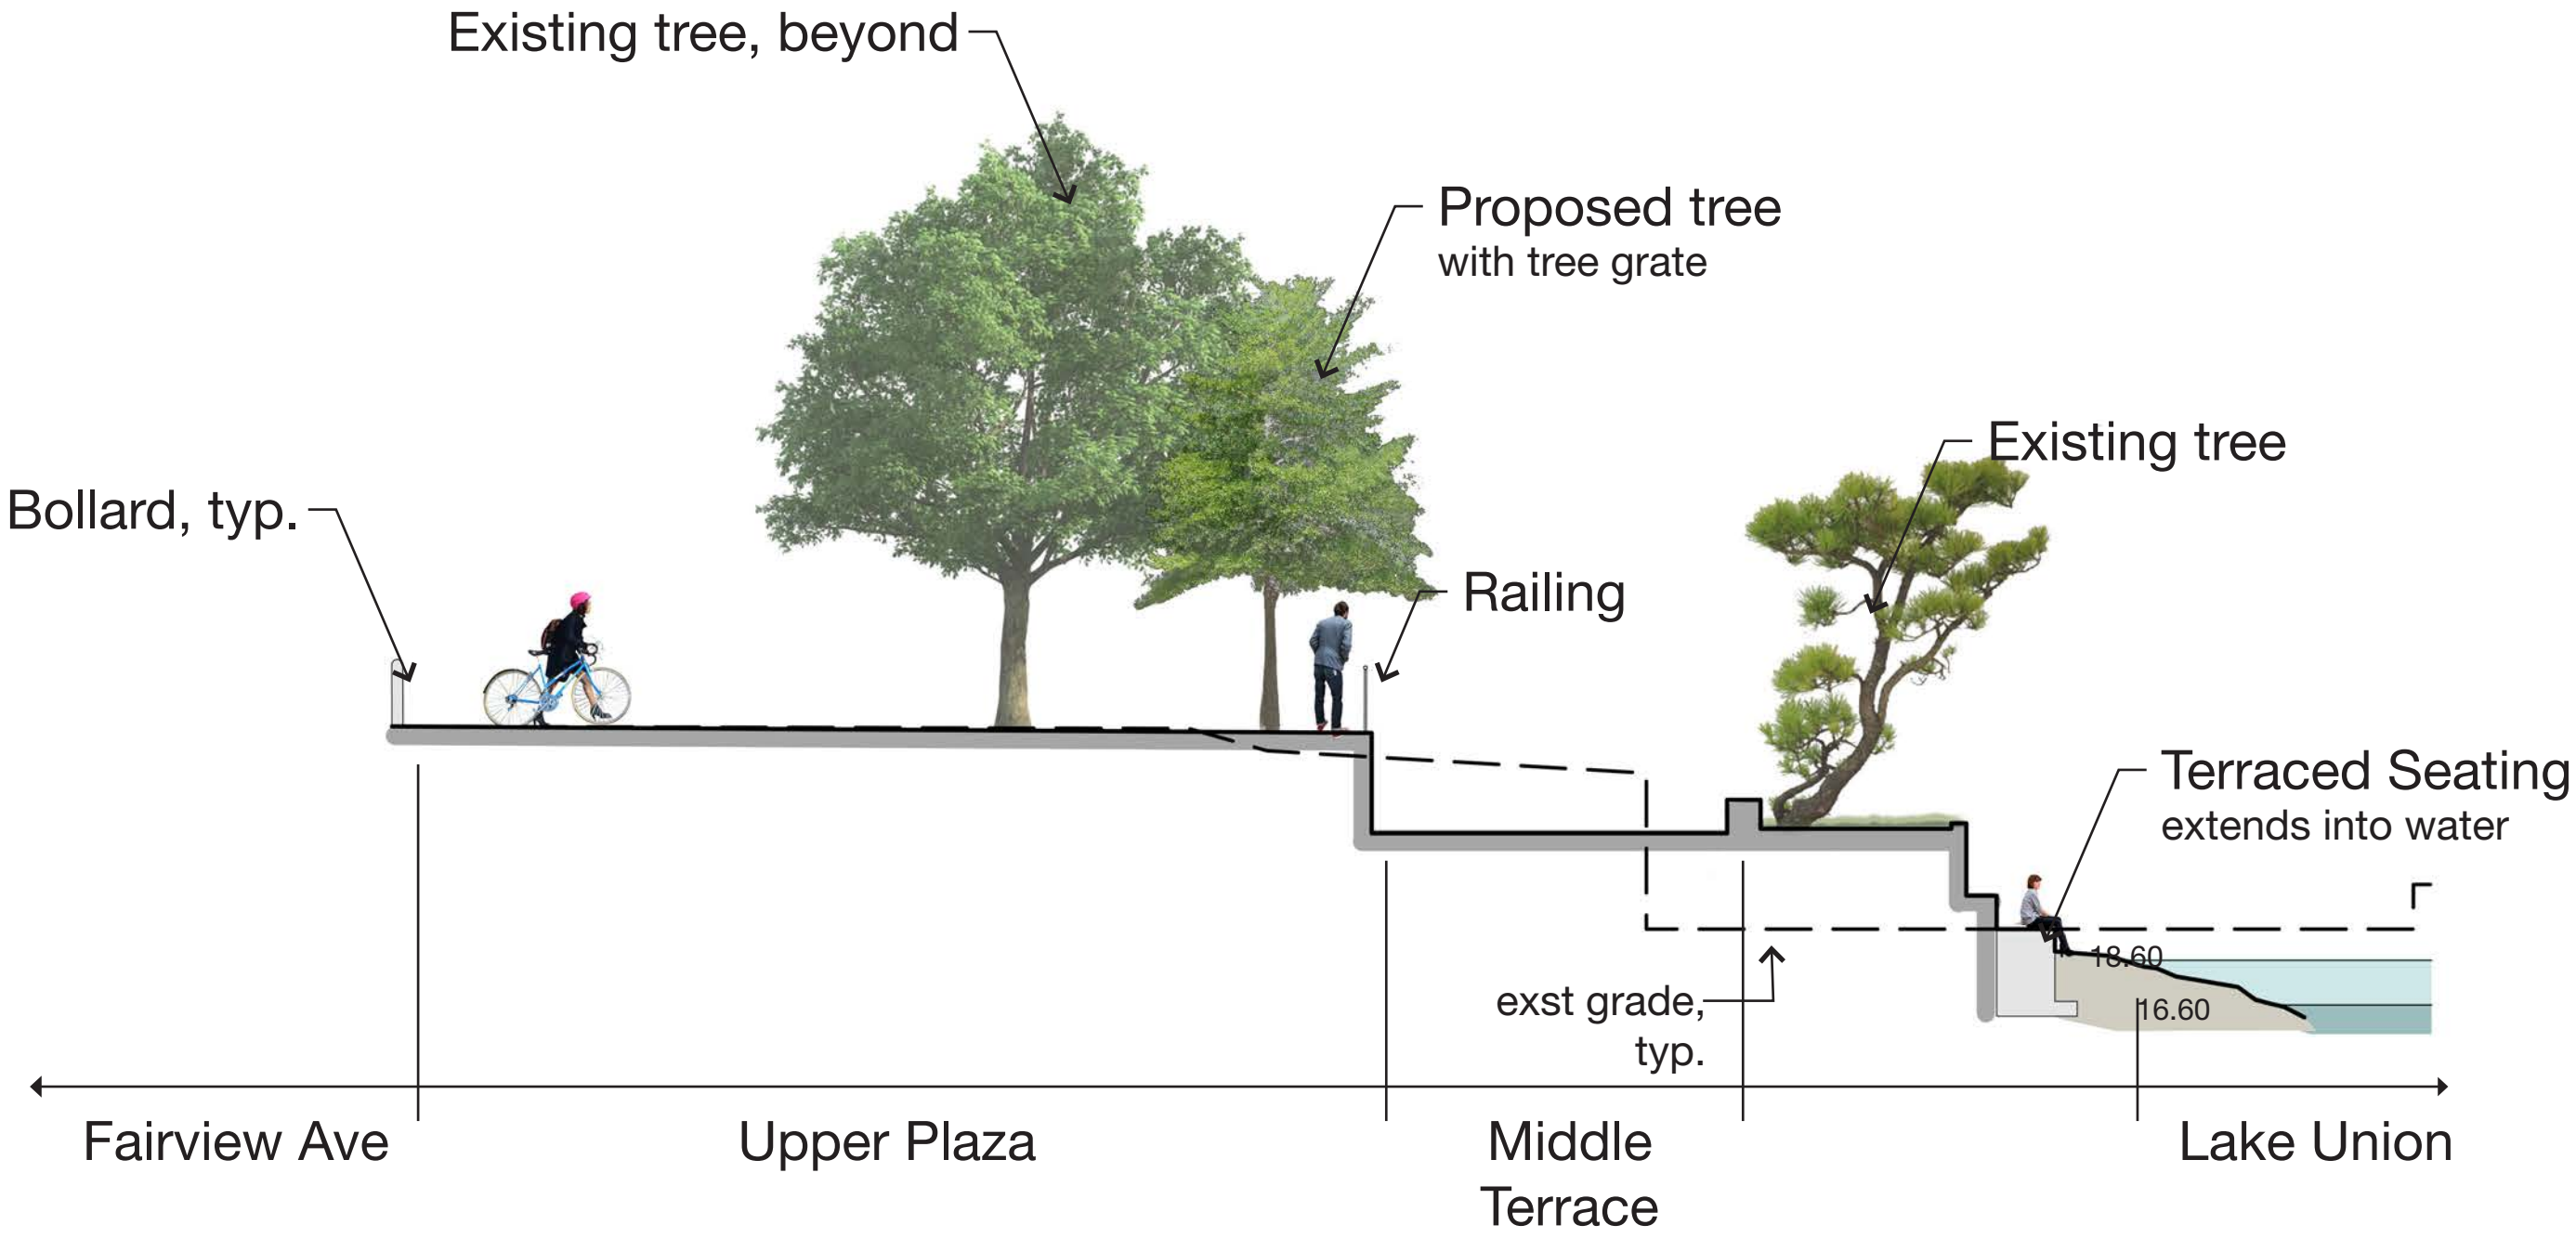 Existing tree, beyond
Proposed tree
with tree grate
Existing tree
Bollard, typ.
Railing
Terraced Seating
extends into water
18.60
exst grade,
typ.
16.60
Fairview Ave
Upper Plaza
Middle
Terrace
Lake Union